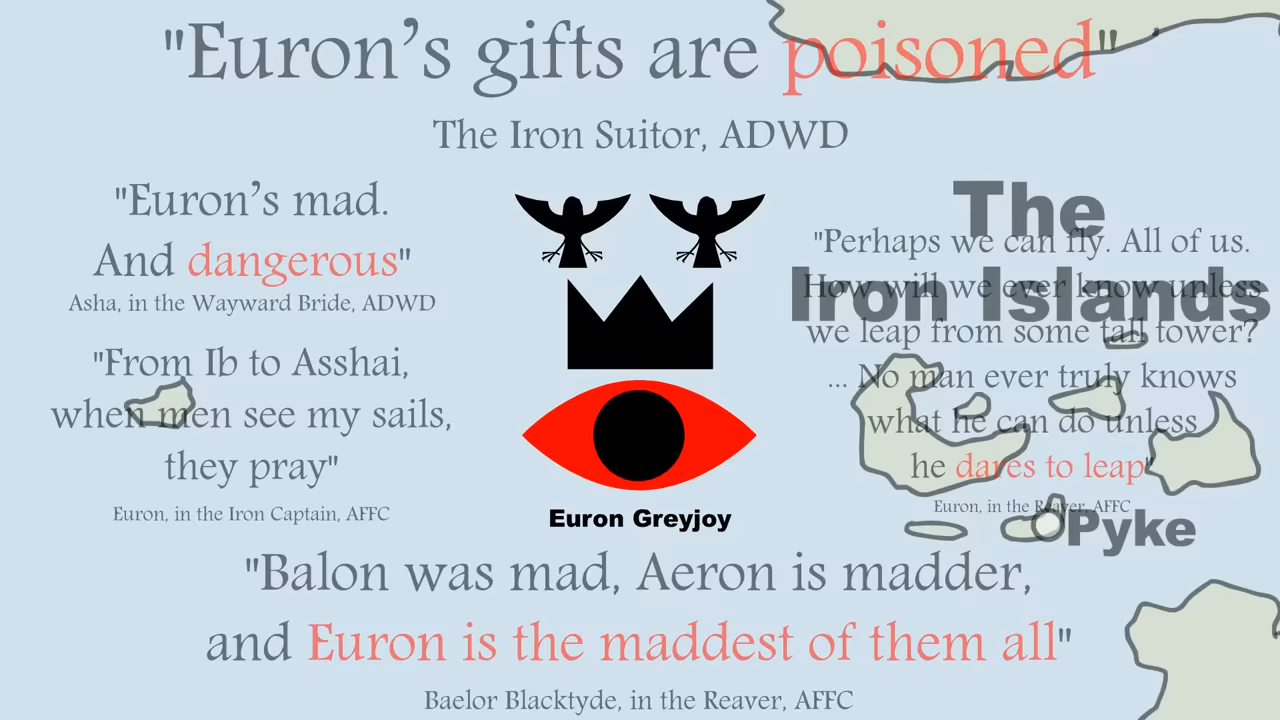 "Euron’s gifts are poisoned"
The Iron Suitor, ADWD
"Euron’s mad.
And dangerous"
Asha, in the Wayward Bride, ADWD
"From Ib to Asshai,
when men see my sails,
they pray"
Euron, in the Iron Captain, AFFC
Euron Greyjoy
The
Iron Islands
"Perhaps we can fly. All of us.
How will we ever know unless
we leap from some tall tower?
... No man ever truly knows
what he can do unless
he dares to leap"
Euron, in the Reaver, AFFC
Pyke
"Balon was mad, Aeron is madder,
and Euron is the maddest of them all"
Baelor Blacktyde, in the Reaver, AFFC